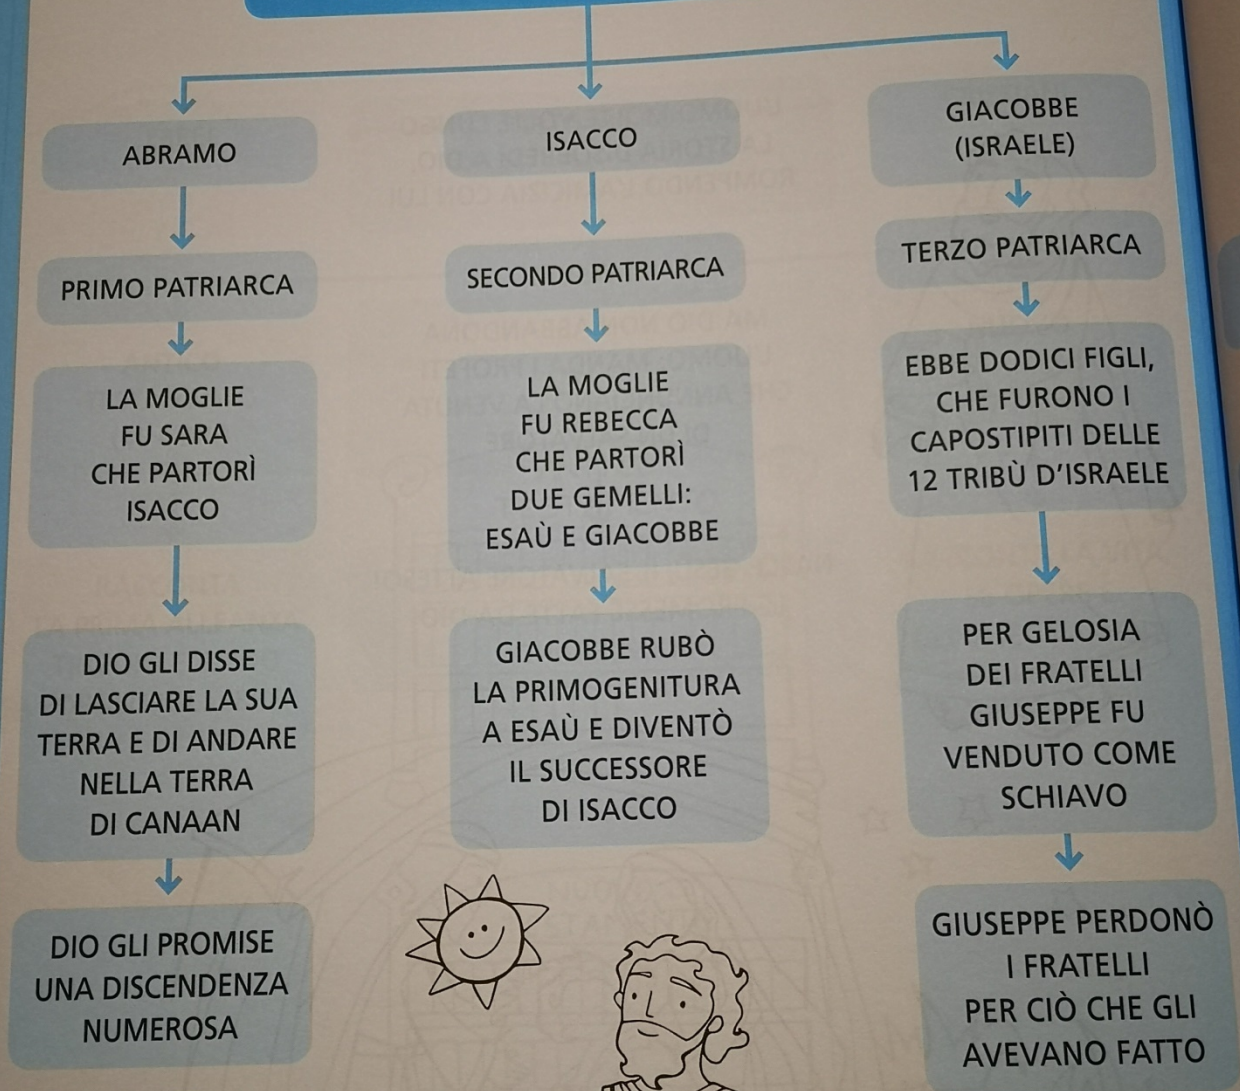 ABRAMO
PRIMO PATRIARCA
LA MOGLIE
FU SARA
CHE PARTORÌ
ISACCO
DIO GLI DISSE
DI LASCIARE LA SUA
TERRA E DI ANDARE
NELLA TERRA
DI CANAAN
DIO GLI PROMISE
UNA DISCENDENZA
NUMEROSA
ISACCO
SECONDO PATRIARCA
LA MOGLIE
FU REBECCA
CHE PARTORÌ
DUE GEMELLI:
ESAÙ E GIACOBBE
GIACOBBE RUBÒ
LA PRIMOGENITURA
A ESAÙ E DIVENTÒ
IL SUCCESSORE
DI ISACCO
GIACOBBE
(ISRAELE)
TERZO PATRIARCA
EBBE DODICI FIGLI,
CHE FURONO I
CAPOSTIPITI DELLE
12 TRIBÙ D'ISRAELE
PER GELOSIA
DEI FRATELLI
GIUSEPPE FU
VENDUTO COME
SCHIAVO
GIUSEPPE PERDONÒ
I FRATELLI
PER CIÒ CHE GLI
AVEVANO FATTO